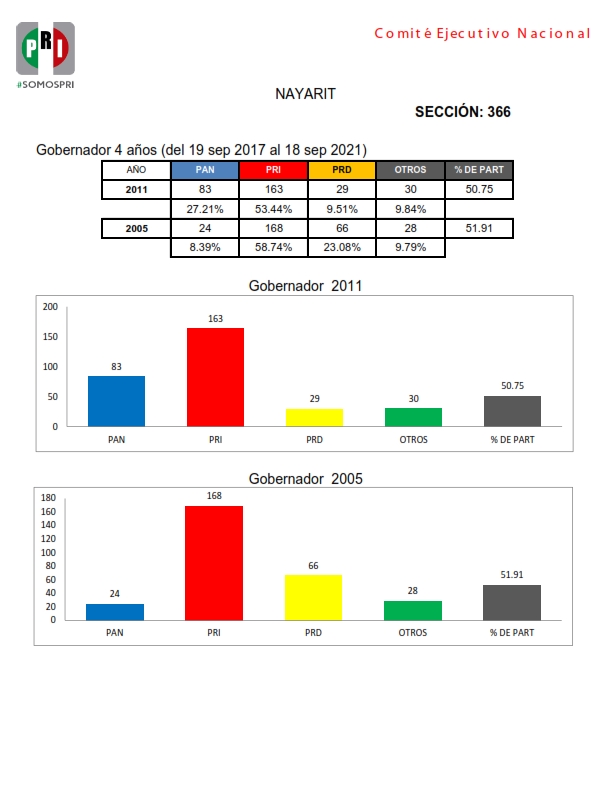 Comité Ejecutivo Nacional
PRI
#SOMOSPRI
NAYARIT
SECCIÓN: 366
Gobernador 4 años (del 19 sep 2017 al 18 sep 2021)
AÑO PAN PRI PRD OTROS % DE PART
2011 83 163 29 30 50.75
27.21% 53.44% 9.51% 9.84%
2005 24 168 66 28 51.91
8.39% 58.74% 23.08% 9.79%
Gobernador 2011
200
150
100
50
0
83
163
29
30
50.75
PAN PRI PRD OTROS % DE PART
Gobernador 2005
180
160
140
120
100
80
60
40
20
0
24
168
66
28
51.91
PAN PRI PRD OTROS % DE PART